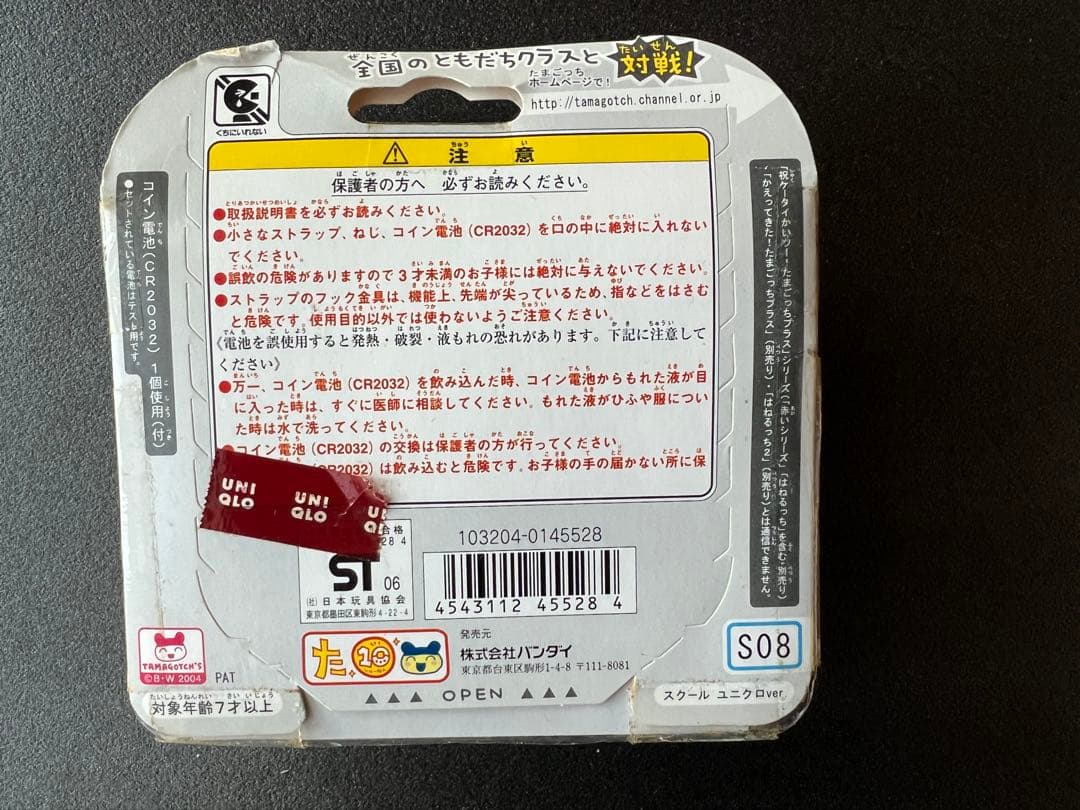 全国のともだちクラスと
対戦!
たまごっち
ホームページで!
http://tamagotch.channel.or.jp
くちにいれない
注意
保護者の方へ 必ずお読みください。
●取扱説明書を必ずお読みください。
●小さなストラップ、ねじ、コイン電池(CR2032)を口の中に絶対に入れない
でください。
●誤飲の危険がありますので3才未満のお子様には絶対に与えないでください。
●ストラップのフック金具は、機能上、先端が尖っているため、指などをはさむ
と危険です。使用目的以外では使わないようご注意ください。
《電池を誤使用すると発熱・破裂・液もれの恐れがあります。下記に注意して
ください》
●万一、コイン電池(CR2032)を飲み込んだ時、コイン電池からもれた液が目
に入った時は、すぐに医師に相談してください。もれた液がひふや服につい
た時は水で洗ってください。
●コイン電池(CR2032)の交換は保護者の方が行ってください。
CR2032)は飲み込むと危険です。お子様の手の届かない所に保
コイン電池(CR2032)1個使用(付)
●セットされている電池はテスト用です。
「祝ケータイかいツー!たまごっちプラス」シリーズ(「赤いシリーズ」「はねるっち」を含む・別売り)
「かえってきた!たまごっちプラス」(別売り)・「はねるっち2」(別売り)とは通信できません。
UNI
QLO
UNI
QLO
合格
284
ST 06
(社)日本玩具協会
東京都墨田区東駒形4-22-4
103204-0145528
4543112 45528 4
TAMAGOTCH'S
©B・W 2004
PAT
た 10
発売元
株式会社バンダイ
東京都台東区駒形1-4-8 〒111-8081
S08
▲▲▲ OPEN ▲▲▲
対象年齢7才以上
スクール ユニクロver.